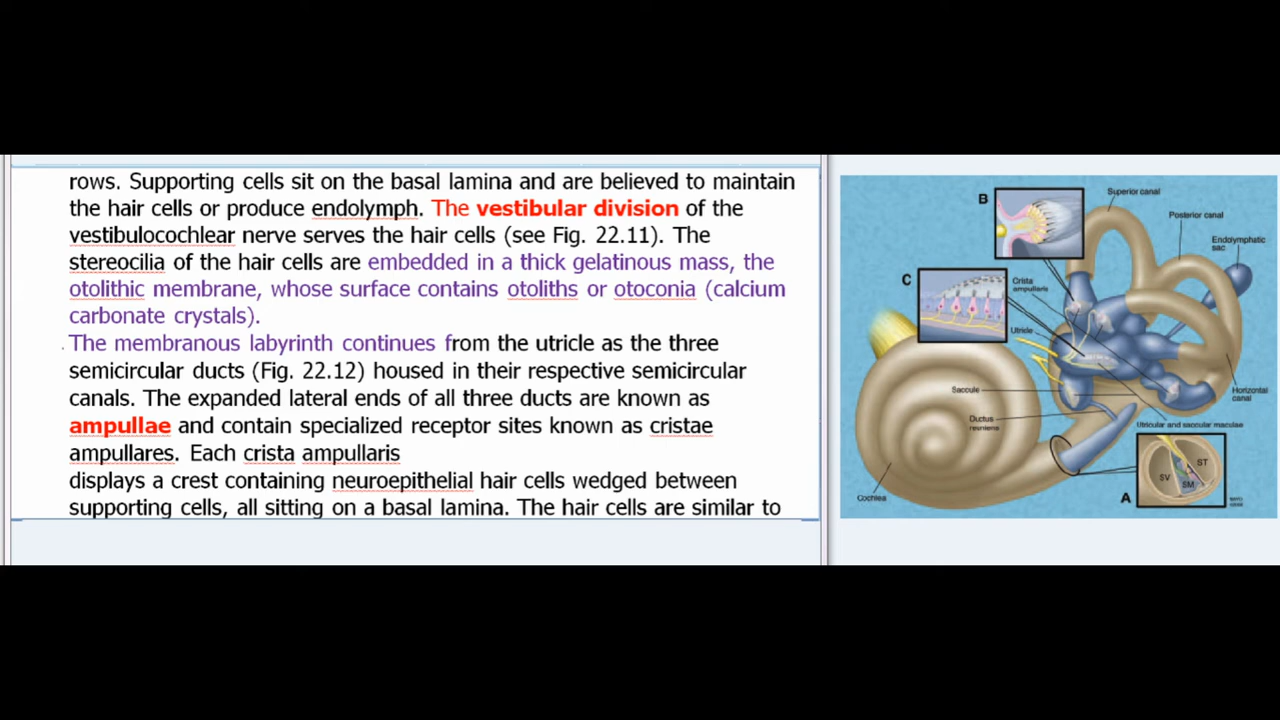 rows. Supporting cells sit on the basal lamina and are believed to maintain
the hair cells or produce endolymph. The vestibular division of the
vestibulocochlear nerve serves the hair cells (see Fig. 22.11). The
stereocilia of the hair cells are embedded in a thick gelatinous mass, the
otolithic membrane, whose surface contains otoliths or otoconia (calcium
carbonate crystals).
The membranous labyrinth continues from the utricle as the three
semicircular ducts (Fig. 22.12) housed in their respective semicircular
canals. The expanded lateral ends of all three ducts are known as
ampullae and contain specialized receptor sites known as cristae
ampullares. Each crista ampullaris
displays a crest containing neuroepithelial hair cells wedged between
supporting cells, all sitting on a basal lamina. The hair cells are similar to
B
Superior canal
Posterior canal
Endolymphatic
sac
C
Crista
ampullaris
Utricle
Saccule
Ductus
reuniens
Horizontal
canal
Utricular and saccular maculae
Cochlea
A
SV
ST
SM